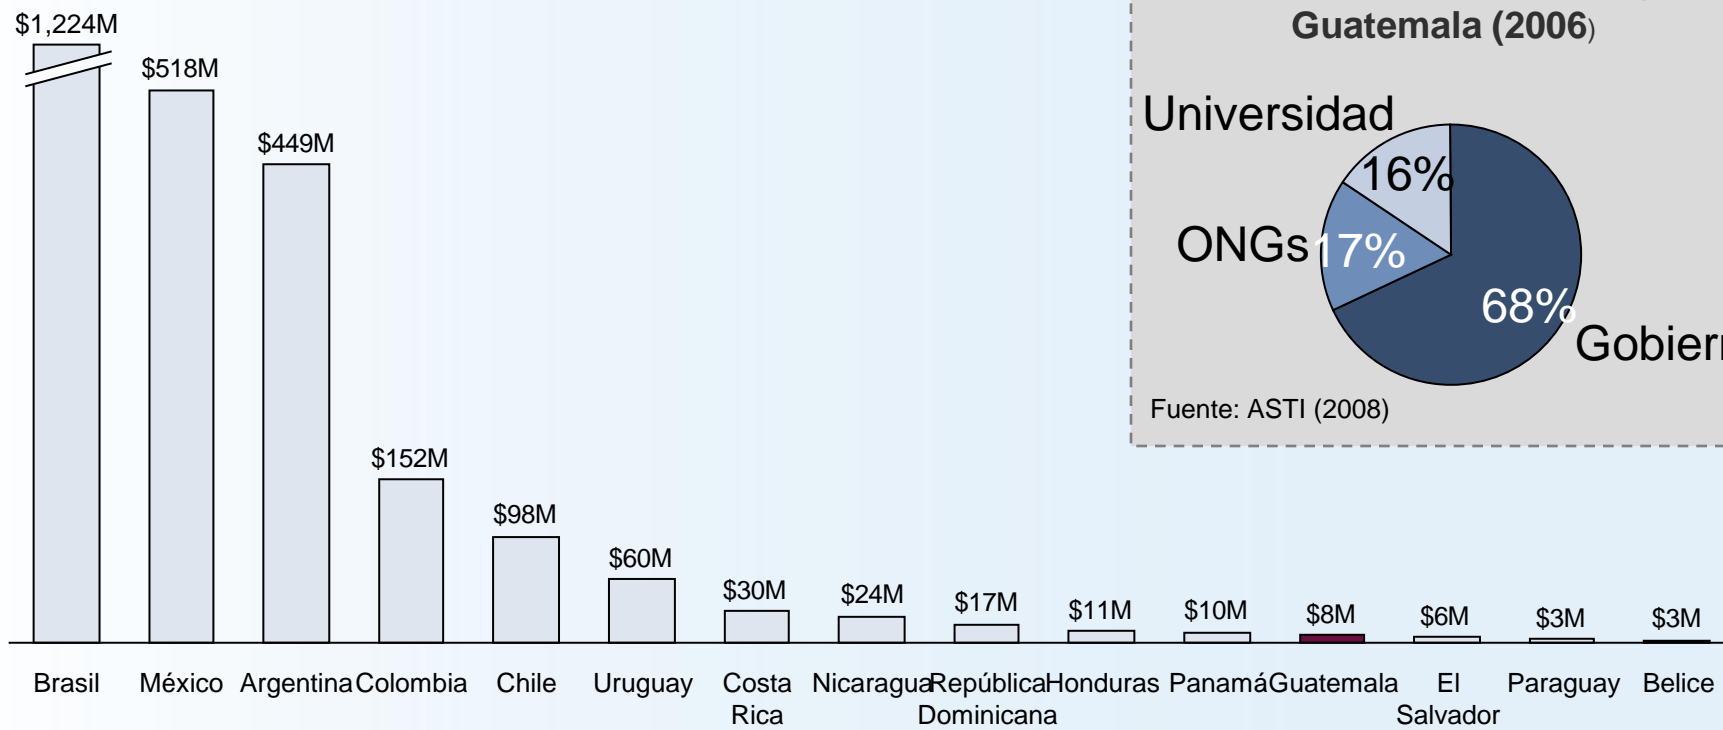 $1,224M
$518M
$449M
$152M
$98M
$60M
$30M
$24M
$17M
$11M
$10M
$8M
$6M
$3M
$3M
Brasil
México
Argentina
Colombia
Chile
Uruguay
Costa
Rica
Nicaragua
República
Dominicana
Honduras
Panamá
Guatemala
El
Salvador
Paraguay
Belice
Guatemala (2006)
Universidad
16%
ONGs
17%
68%
Fuente: ASTI (2008)